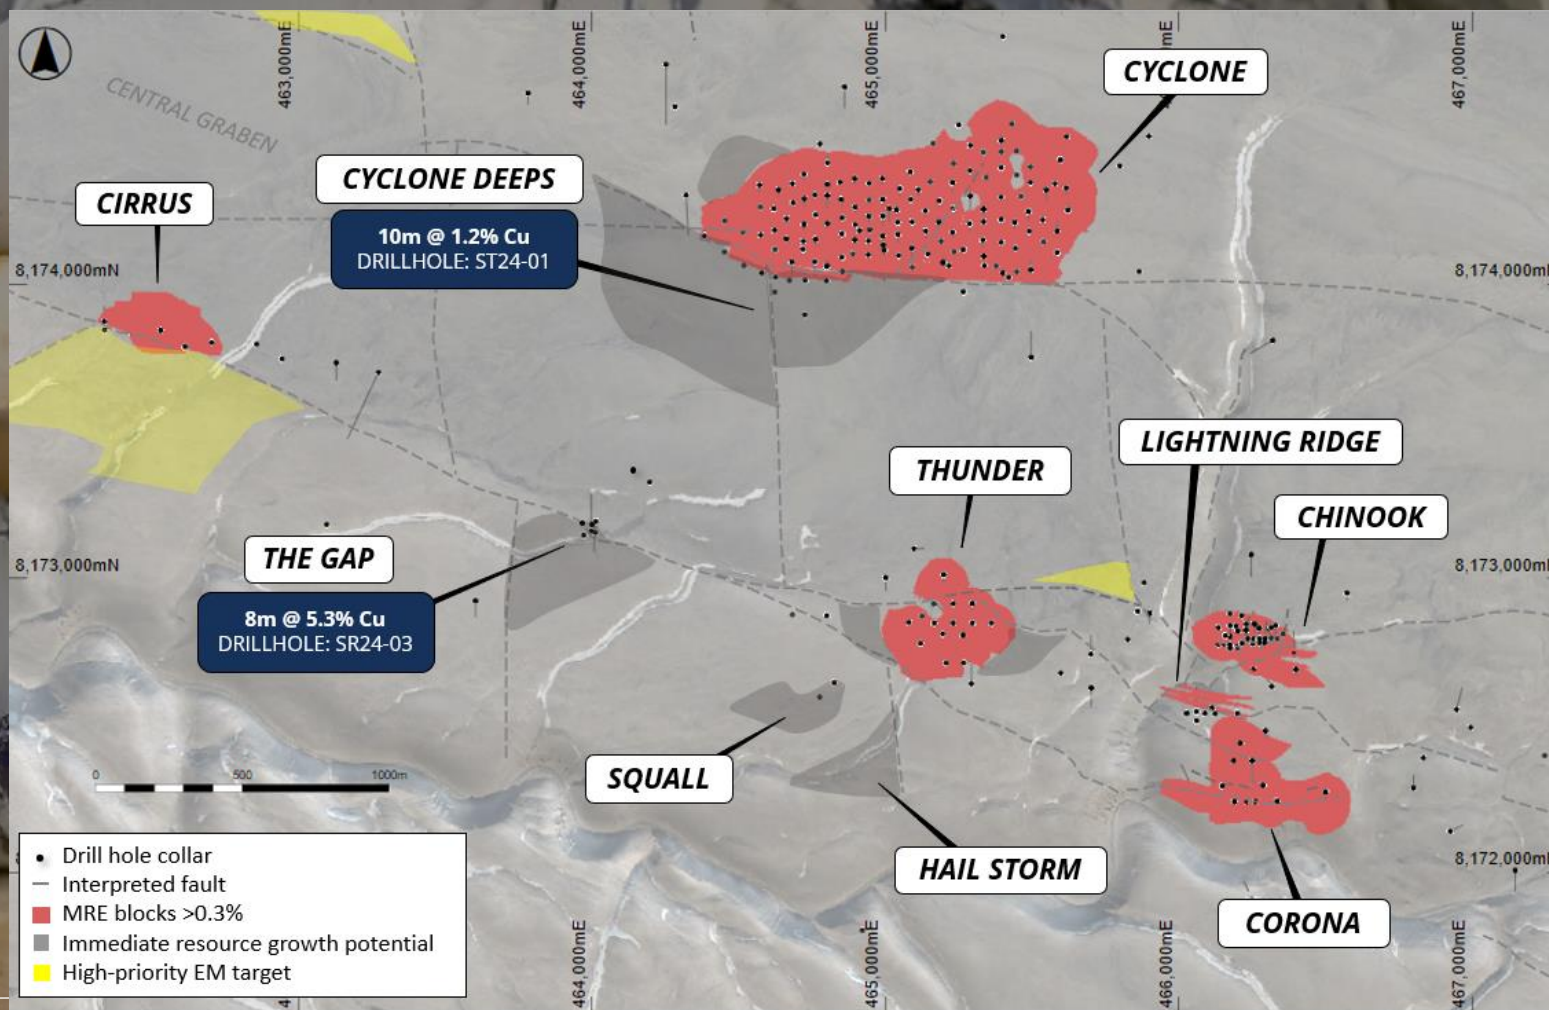 463,000mE
464,000mE
465,000mE
mE
467,000mE
CENTRAL GRABEN
CYCLONE
CYCLONE DEEPS
10m @ 1.2% Cu
DRILLHOLE: ST24-01
CIRRUS
8,174,000mN
8,174,000m
LIGHTNING RIDGE
THUNDER
CHINOOK
THE GAP
8,173,000mN
8,173,000m
8m @ 5.3% Cu
DRILLHOLE: SR24-03
SQUALL
0 500 1000m
HAIL STORM
8,172,000m
CORONA
Drill hole collar
Interpreted fault
MRE blocks >0.3%
Immediate resource growth potential
High-priority EM target
4
464,000mE
465,000mE
466,000mE
467,000mE